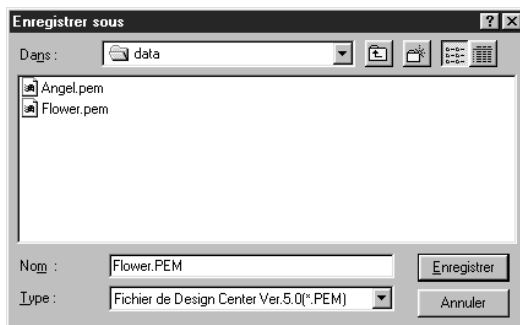 Enregistrer sous
Dans :
data
Angel.pem
Flower.pem
Nom :
Flower.PEM
Enregistrer
Type :
Fichier de Design Center Ver.5.0(*.PEM)
Annuler